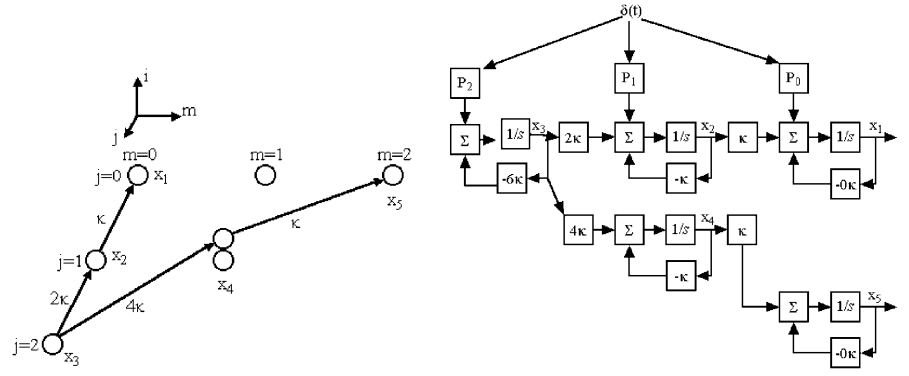 i
m
j
m=0
m=1
m=2
j=0
x₁
x₅
κ
κ
j=1
x₂
x₄
2κ
4κ
j=2
x₃
δ(t)
P₂
P₁
P₀
Σ
1/s
x₃
2κ
Σ
1/s
x₂
κ
Σ
1/s
x₁
-6κ
-κ
-0κ
4κ
Σ
1/s
x₄
κ
-κ
Σ
1/s
x₅
-0κ